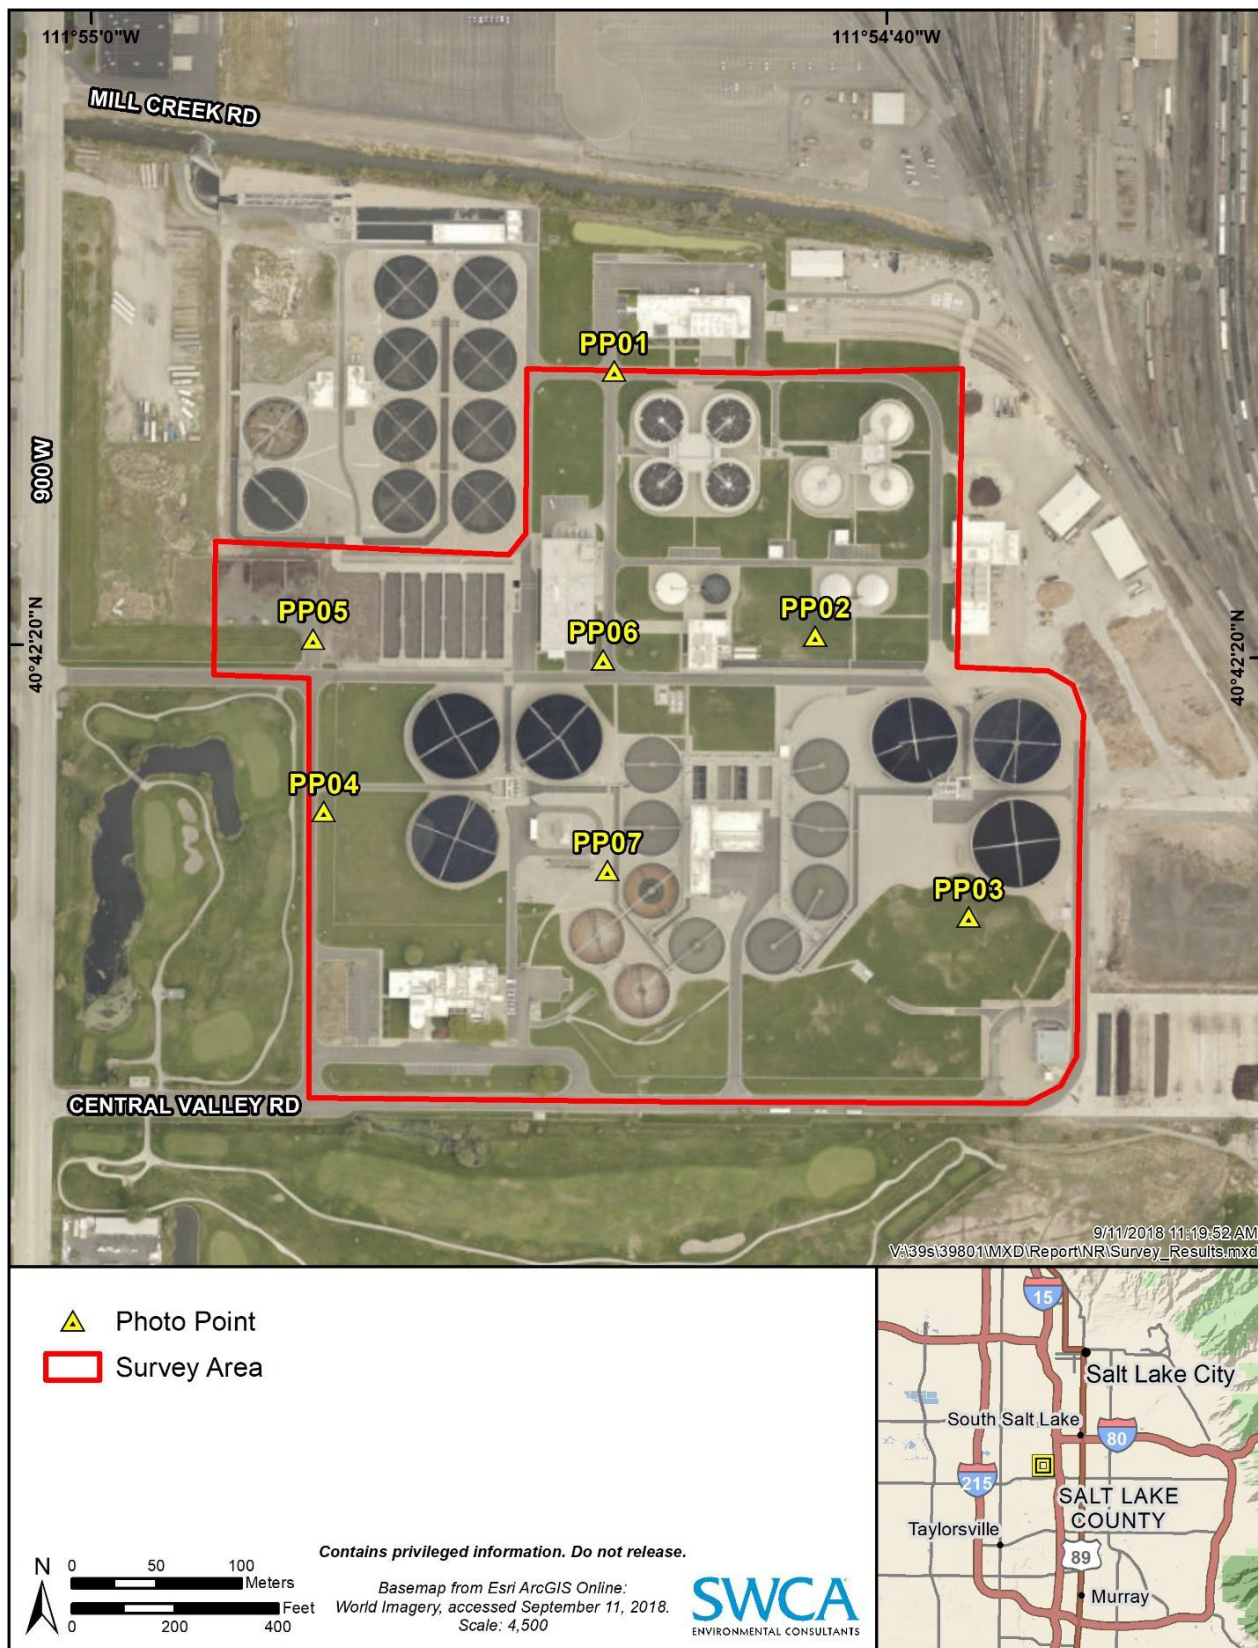 111°55'0"W
111°54'40"W
MILL CREEK RD
PP01
900 W
PP05
PP06
PP02
40°42'20"N
40°42'20"N
PP04
PP07
PP03
CENTRAL VALLEY RD
9/11/2018 11:19:52 AM
V:\39s\39801\MXD\Report\NR\Survey_Results.mxd
Photo Point
Survey Area
N
0 50 100
Meters
Feet
0 200 400
Contains privileged information. Do not release.
Basemap from Esri ArcGIS Online:
World Imagery, accessed September 11, 2018.
Scale: 4,500
SWCA
ENVIRONMENTAL CONSULTANTS
15
Salt Lake City
South Salt Lake
80
215
SALT LAKE
COUNTY
Taylorsville
89
Murray